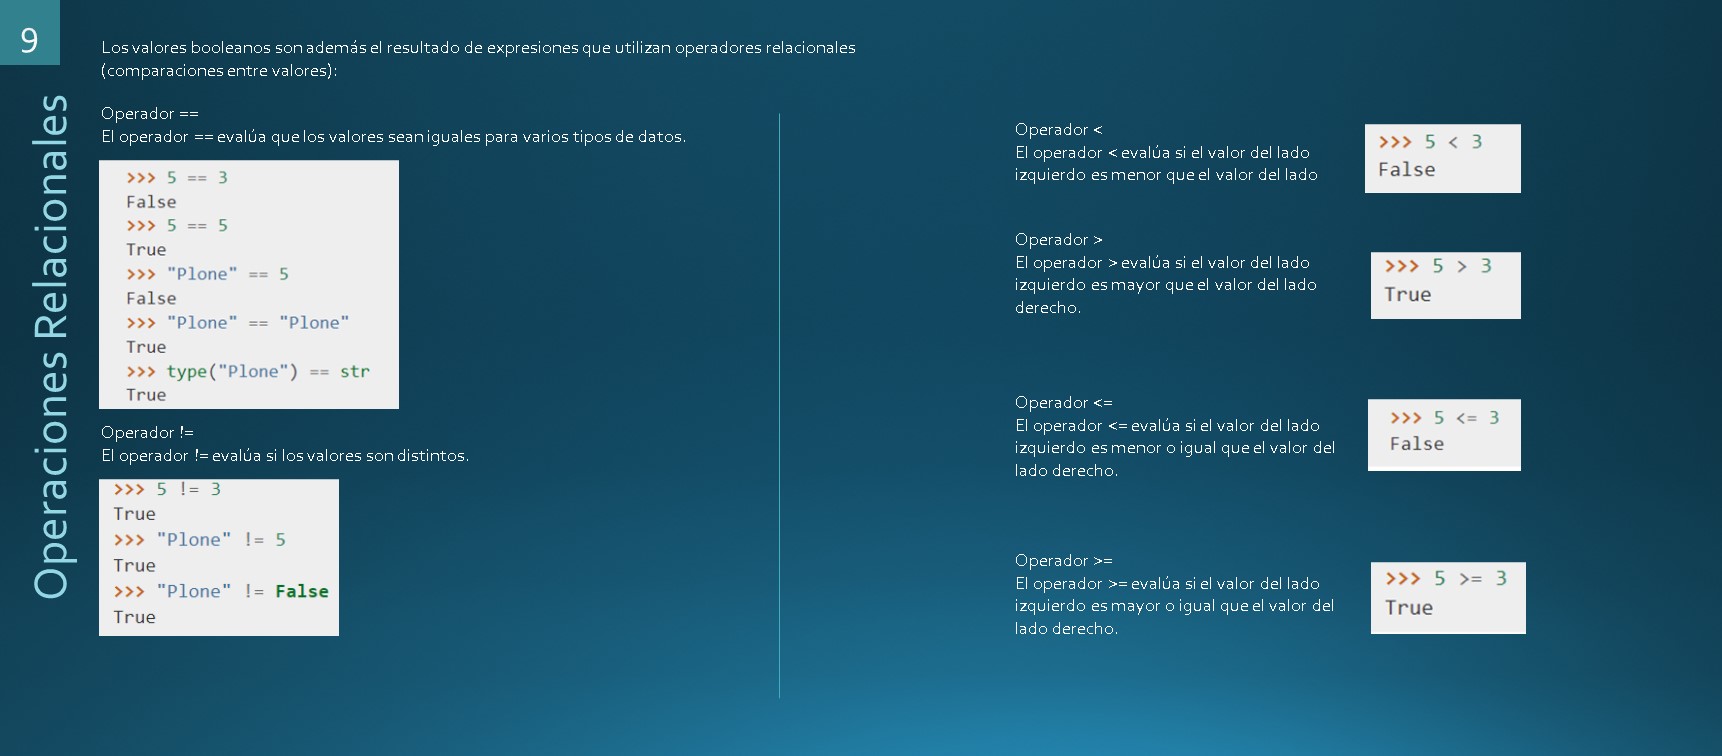 9
Operaciones Relacionales
Los valores booleanos son además el resultado de expresiones que utilizan operadores relacionales
(comparaciones entre valores):
Operador ==
El operador == evalúa que los valores sean iguales para varios tipos de datos.
>>> 5 == 3
False
>>> 5 == 5
True
>>> "Plone" == 5
False
>>> "Plone" == "Plone"
True
>>> type("Plone") == str
True
Operador !=
El operador != evalúa si los valores son distintos.
>>> 5 != 3
True
>>> "Plone" != 5
True
>>> "Plone" != False
True
Operador <
El operador < evalúa si el valor del lado
izquierdo es menor que el valor del lado
>>> 5 < 3
False
Operador >
El operador > evalúa si el valor del lado
izquierdo es mayor que el valor del lado
derecho.
>>> 5 > 3
True
Operador <=
El operador <= evalúa si el valor del lado
izquierdo es menor o igual que el valor del
lado derecho.
>>> 5 <= 3
False
Operador >=
El operador >= evalúa si el valor del lado
izquierdo es mayor o igual que el valor del
lado derecho.
>>> 5 >= 3
True